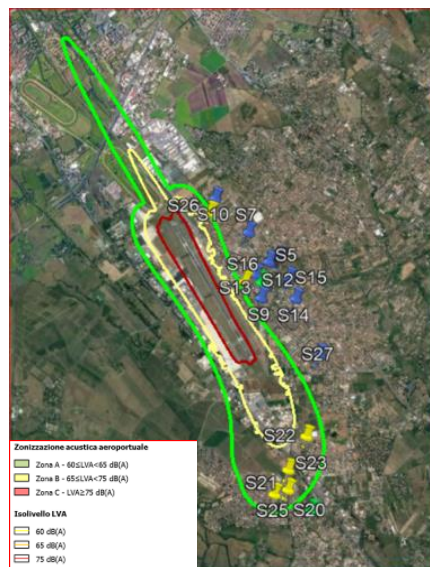 S26
S10 S7
S16 S5
S13 S12 S15
S9 S14
S27
S22
S23
S21
S25 S20
Zonizzazione acustica aeroportuale
Zona A - 60≤LVA<65 dB(A)
Zona B - 65≤LVA<75 dB(A)
Zona C - LVA≥75 dB(A)
Isolivello LVA
60 dB(A)
65 dB(A)
75 dB(A)